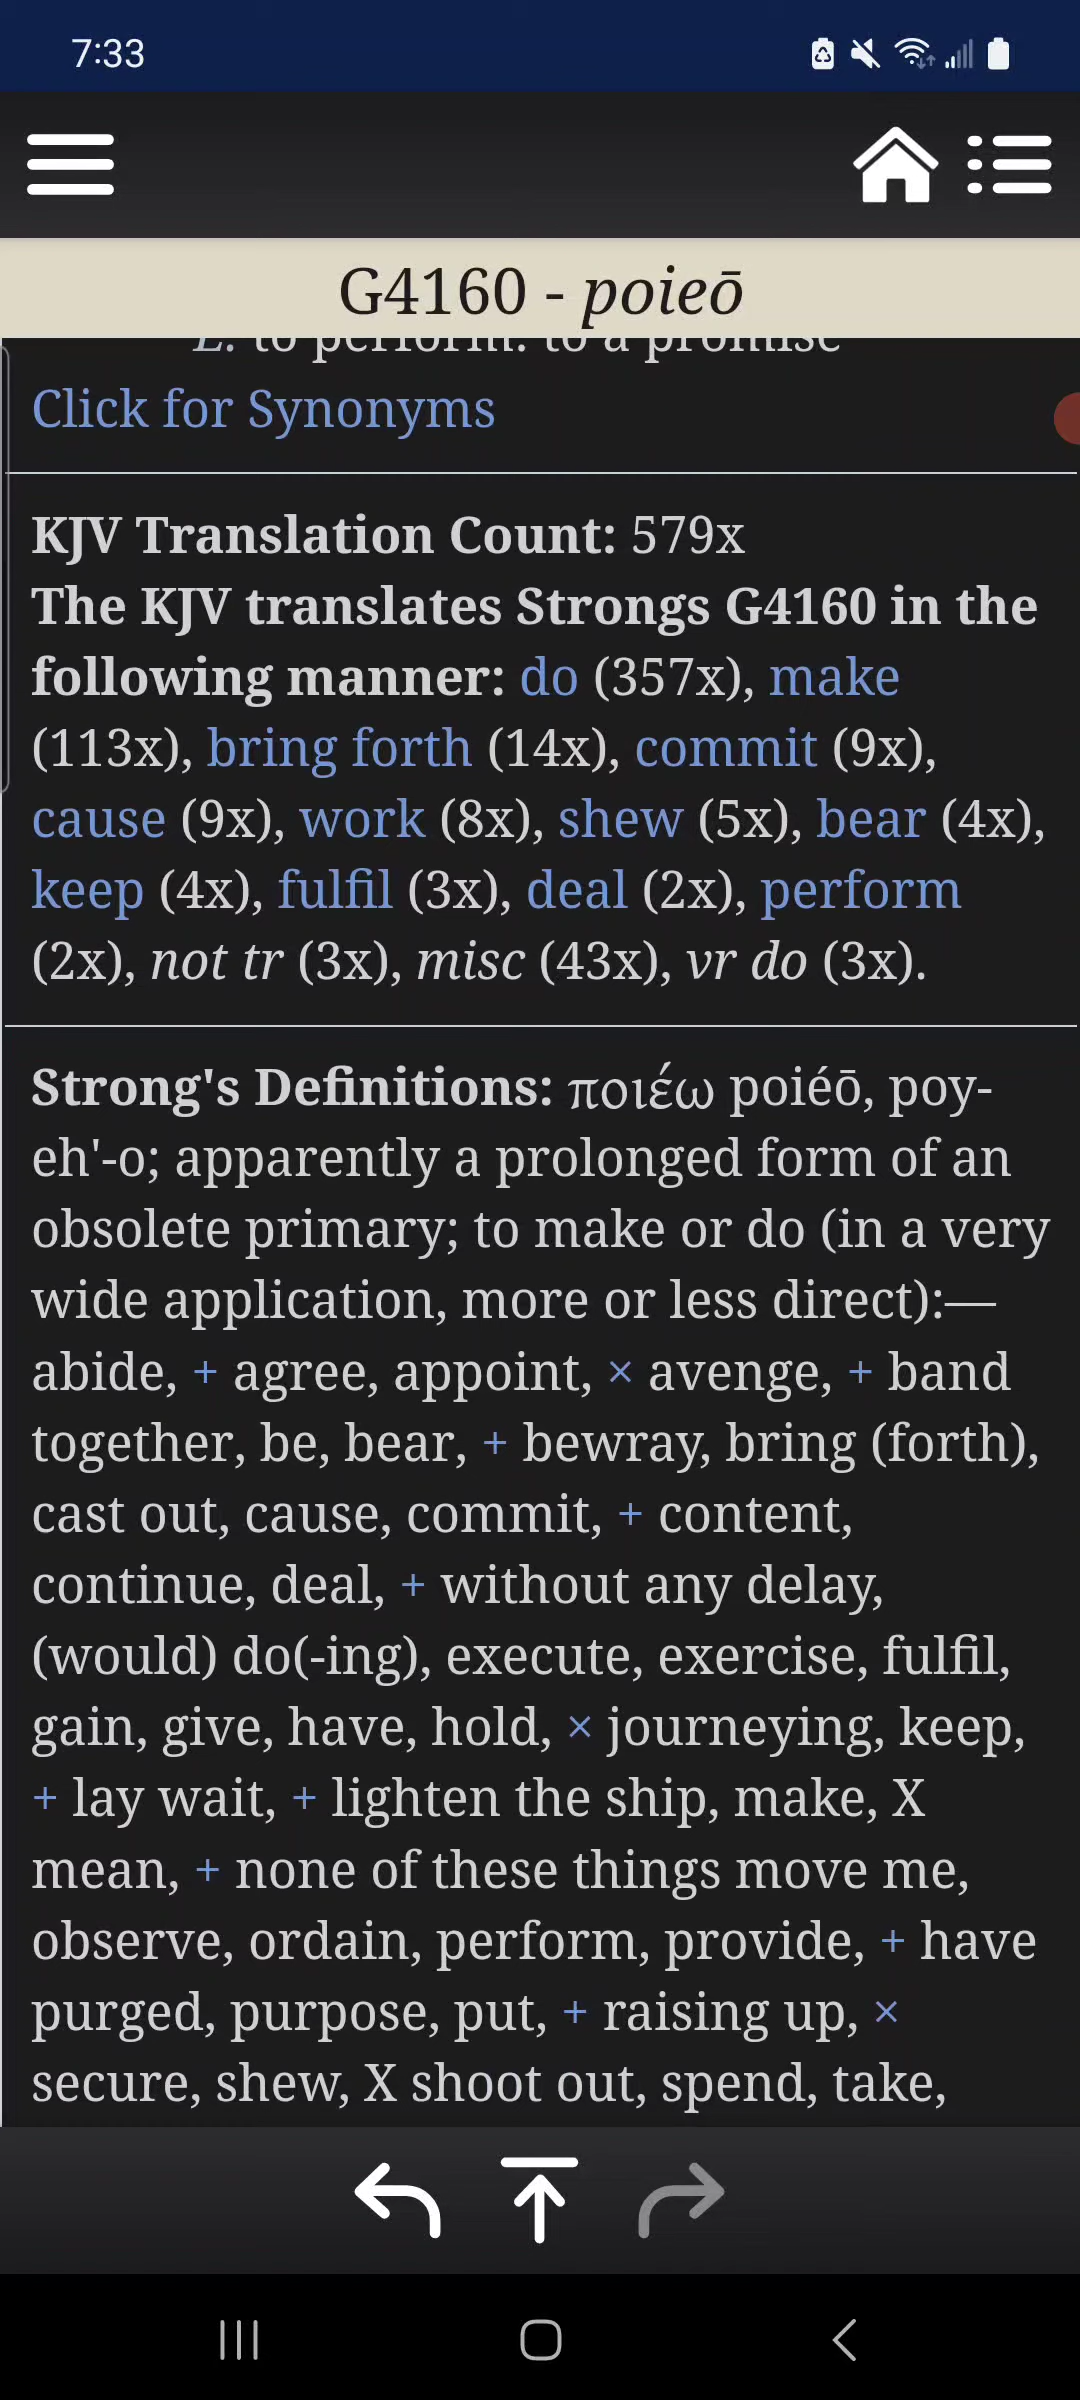 7:33
G4160 - poieō
L. to perform: to a promise
Click for Synonyms
KJV Translation Count: 579x
The KJV translates Strongs G4160 in the
following manner: do (357x), make
(113x), bring forth (14x), commit (9x),
cause (9x), work (8x), shew (5x), bear (4x),
keep (4x), fulfil (3x), deal (2x), perform
(2x), not tr (3x), misc (43x), vr do (3x).
Strong's Definitions: ποιέω poiéō, poy-
eh'-o; apparently a prolonged form of an
obsolete primary; to make or do (in a very
wide application, more or less direct):—
abide, + agree, appoint, × avenge, + band
together, be, bear, + bewray, bring (forth),
cast out, cause, commit, + content,
continue, deal, + without any delay,
(would) do(-ing), execute, exercise, fulfil,
gain, give, have, hold, × journeying, keep,
+ lay wait, + lighten the ship, make, X
mean, + none of these things move me,
observe, ordain, perform, provide, + have
purged, purpose, put, + raising up, ×
secure, shew, X shoot out, spend, take,